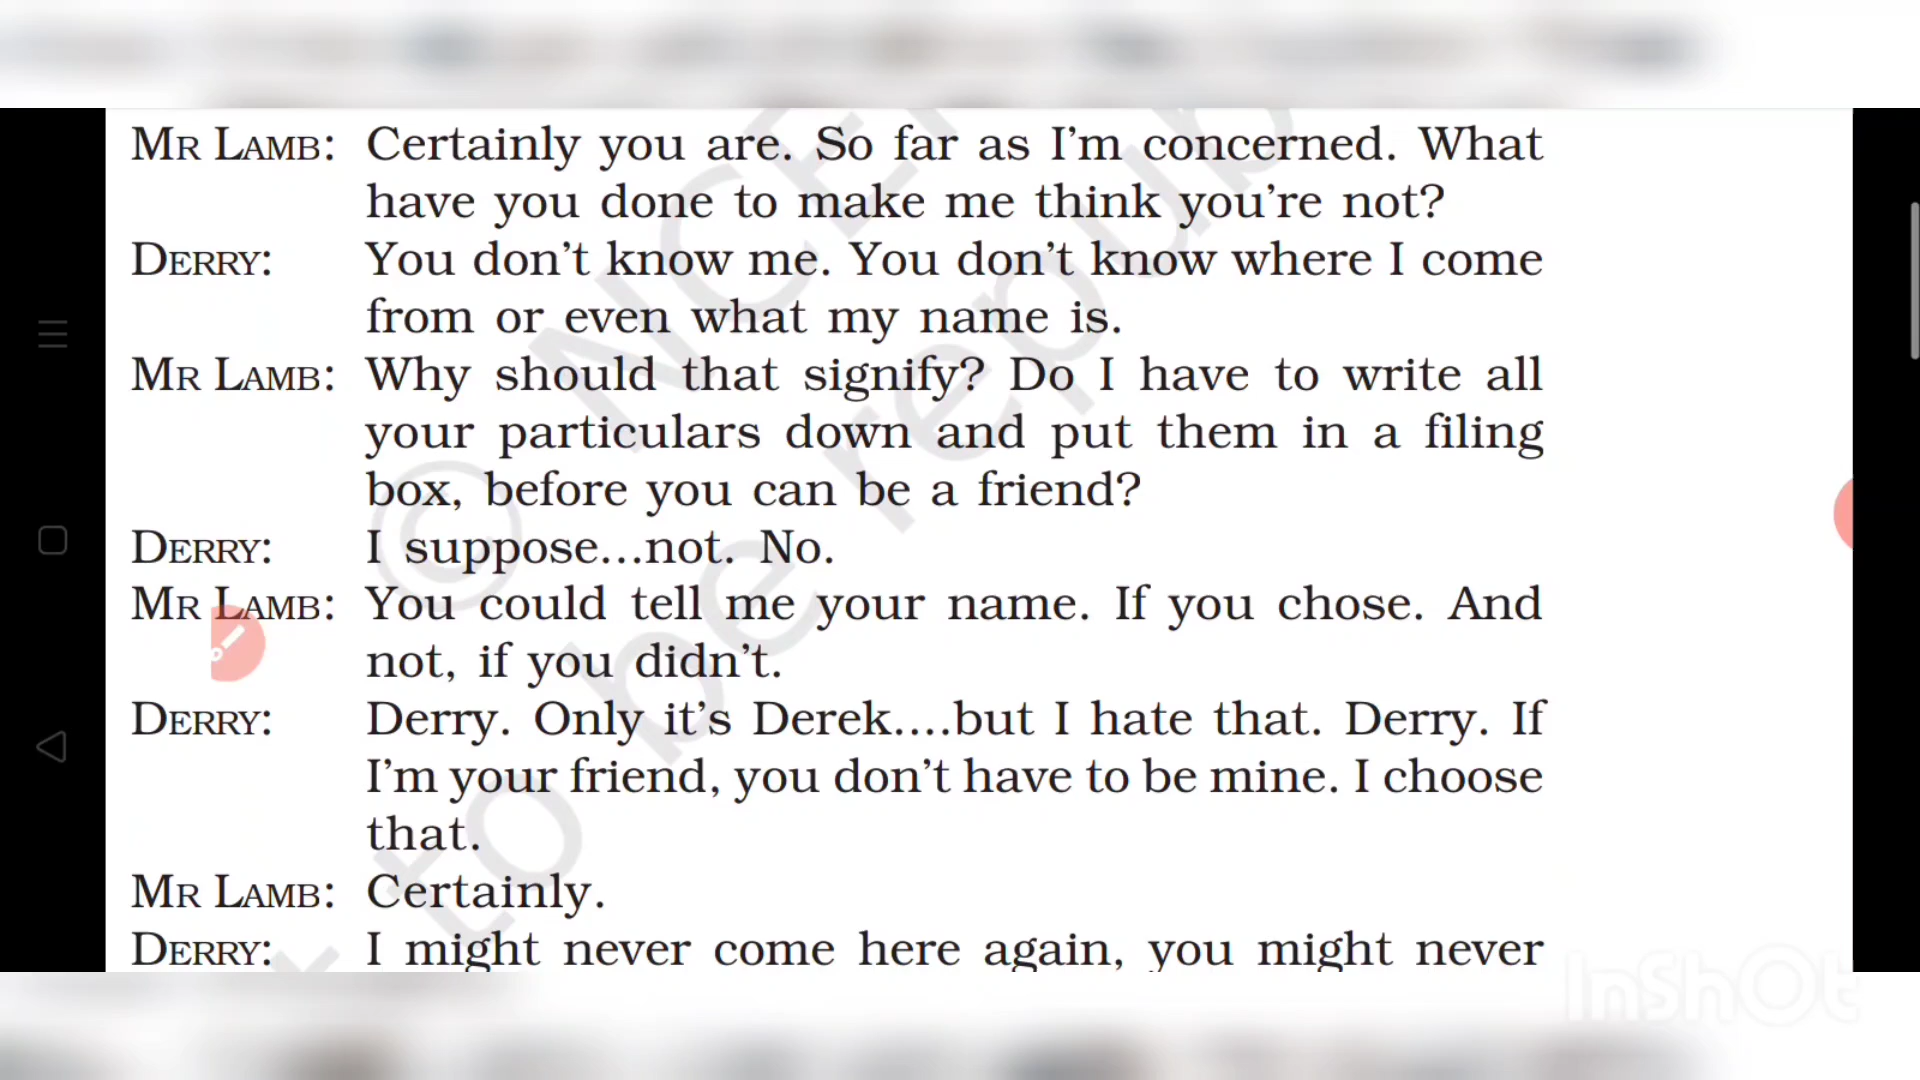 MR LAMB: Certainly you are. So far as I'm concerned. What
have you done to make me think you're not?
DERRY: You don't know me. You don't know where I come
from or even what my name is.
MR LAMB: Why should that signify? Do I have to write all
your particulars down and put them in a filing
box, before you can be a friend?
DERRY: I suppose...not. No.
MR LAMB: You could tell me your name. If you chose. And
not, if you didn't.
DERRY: Derry. Only it's Derek....but I hate that. Derry. If
I'm your friend, you don't have to be mine. I choose
that.
MR LAMB: Certainly.
DERRY: I might never come here again, you might never
© NCE
to be repub
InShOt